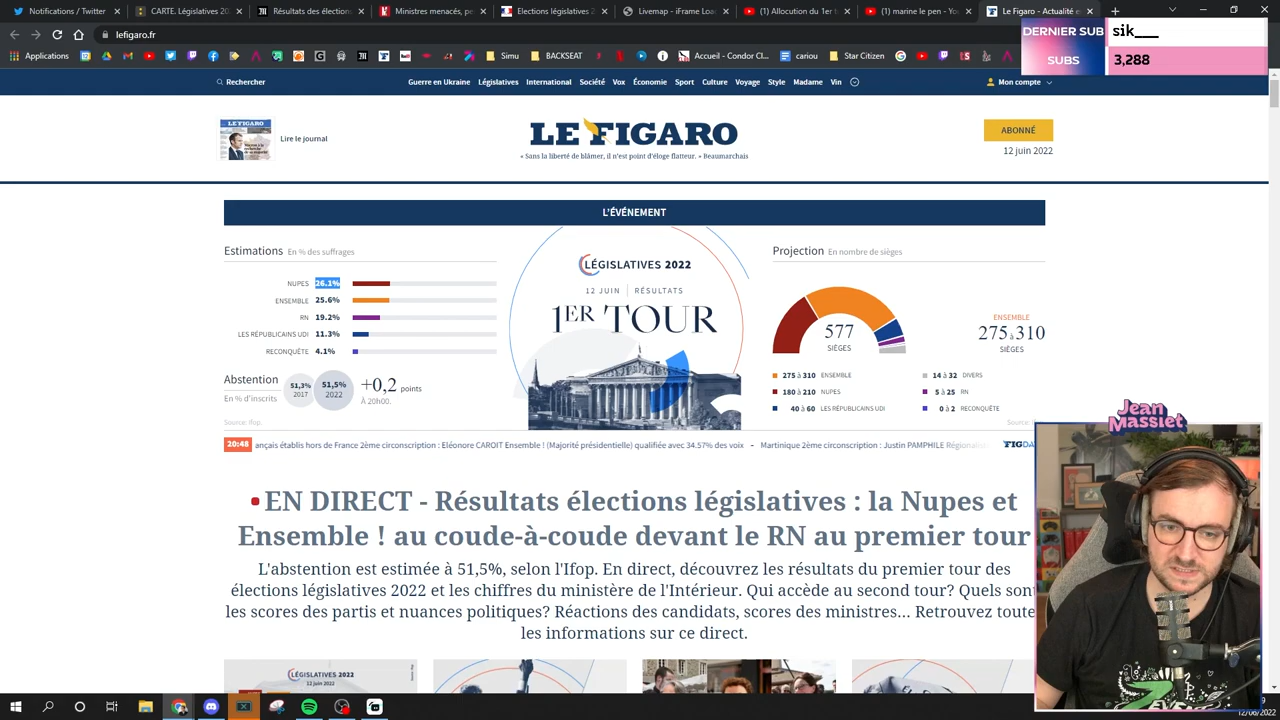 Notifications / Twitter
CARTE. Législatives 20
Résultats des élections
Ministres menacés, pe
Élections législatives 2
Livemap - iframe Load
(1) Allocution du 1er t
(1) marine le pen - You
DERNIER SUB
sik___
SUBS
3,288
lefigaro.fr
Applications
Simu
BACKSEAT
Accueil - Condor Cl...
cariou
Star Citizen
Rechercher
Guerre en Ukraine Législatives International Société Vox Économie Sport Culture Voyage Style Madame Vin
Mon compte
LE FIGARO
Lire le journal
LE FIGARO
« Sans la liberté de blâmer, il n'est point d'éloge flatteur. » Beaumarchais
ABONNÉ
12 juin 2022
L'ÉVÉNEMENT
Estimations En % des suffrages
NUPES 26.1%
ENSEMBLE 25.6%
RN 19.2%
LES RÉPUBLICAINS UDI 11.3%
RECONQUÊTE 4.1%
Abstention
En % d'inscrits
51,3%
2017
51,5%
2022
+0,2 points
À 20h00.
Source: ifop.
LÉGISLATIVES 2022
12 JUIN RÉSULTATS
1ER TOUR
Projection En nombre de sièges
577
SIÈGES
ENSEMBLE
275 à 310
SIÈGES
275 à 310 ENSEMBLE
180 à 210 NUPES
40 à 60 LES RÉPUBLICAINS UDI
14 à 32 DIVERS
5 à 25 RN
0 à 2 RECONQUÊTE
20:48 ançais établis hors de France 2ème circonscription : Eléonore CAROIT Ensemble ! (Majorité présidentielle) qualifiée avec 34.57% des voix - Martinique 2ème circonscription : Justin PAMPHILE Régiona
FIGDA
Jean Massiet
EN DIRECT - Résultats élections législatives : la Nupes et
Ensemble ! au coude-à-coude devant le RN au premier tour
L'abstention est estimée à 51,5%, selon l'Ifop. En direct, découvrez les résultats du premier tour des
élections législatives 2022 et les chiffres du ministère de l'Intérieur. Qui accède au second tour? Quels sont
les scores des partis et nuances politiques? Réactions des candidats, scores des ministres... Retrouvez toute
les informations sur ce direct.
LÉGISLATIVES 2022
12 juin 2022
12/06/2022